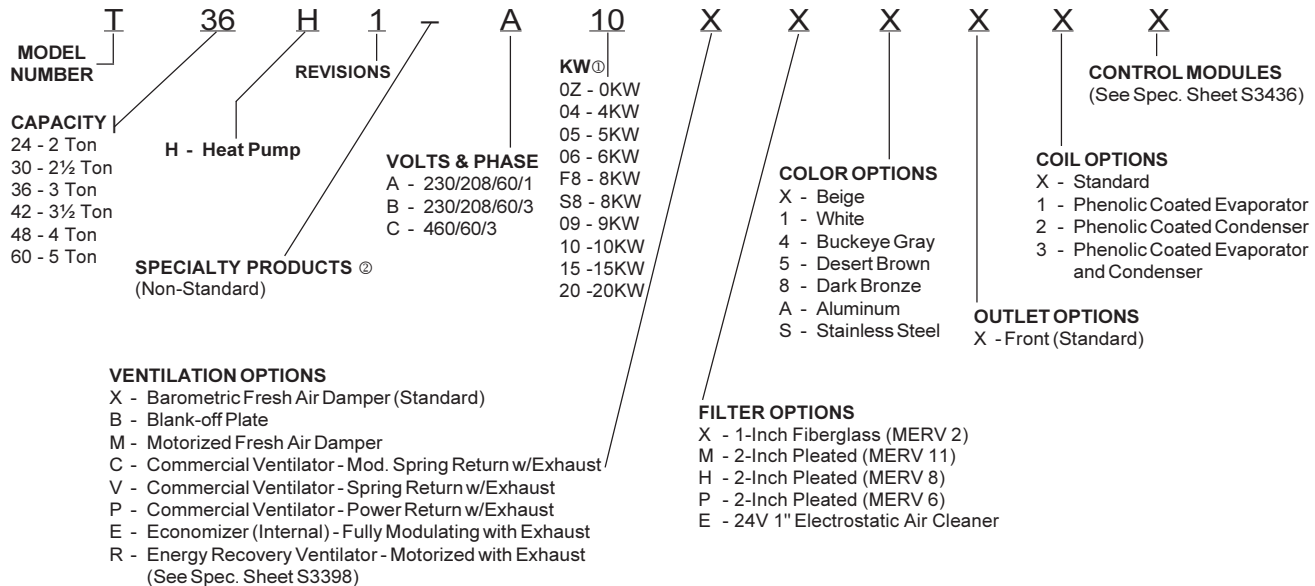 T 36 H 1 – A 10 X X X X X X
MODEL
NUMBER
CAPACITY
24 - 2 Ton
30 - 2½ Ton
36 - 3 Ton
42 - 3½ Ton
48 - 4 Ton
60 - 5 Ton
H - Heat Pump
REVISIONS
SPECIALTY PRODUCTS ②
(Non-Standard)
VOLTS & PHASE
A - 230/208/60/1
B - 230/208/60/3
C - 460/60/3
KW①
0Z - 0KW
04 - 4KW
05 - 5KW
06 - 6KW
F8 - 8KW
S8 - 8KW
09 - 9KW
10 -10KW
15 -15KW
20 -20KW
VENTILATION OPTIONS
X - Barometric Fresh Air Damper (Standard)
B - Blank-off Plate
M - Motorized Fresh Air Damper
C - Commercial Ventilator - Mod. Spring Return w/Exhaust
V - Commercial Ventilator - Spring Return w/Exhaust
P - Commercial Ventilator - Power Return w/Exhaust
E - Economizer (Internal) - Fully Modulating with Exhaust
R - Energy Recovery Ventilator - Motorized with Exhaust
(See Spec. Sheet S3398)
FILTER OPTIONS
X - 1-Inch Fiberglass (MERV 2)
M - 2-Inch Pleated (MERV 11)
H - 2-Inch Pleated (MERV 8)
P - 2-Inch Pleated (MERV 6)
E - 24V 1" Electrostatic Air Cleaner
COLOR OPTIONS
X - Beige
1 - White
4 - Buckeye Gray
5 - Desert Brown
8 - Dark Bronze
A - Aluminum
S - Stainless Steel
OUTLET OPTIONS
X - Front (Standard)
COIL OPTIONS
X - Standard
1 - Phenolic Coated Evaporator
2 - Phenolic Coated Condenser
3 - Phenolic Coated Evaporator
and Condenser
CONTROL MODULES
(See Spec. Sheet S3436)